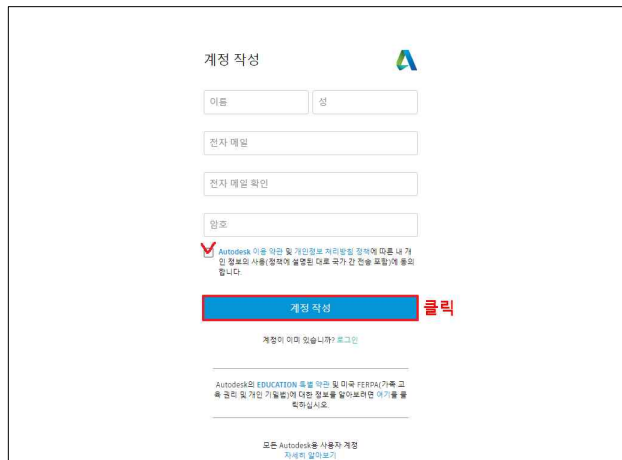 계정 작성
이름 성
전자 메일
전자 메일 확인
암호
Autodesk 이용 약관 및 개인정보 처리방침 정책에 따른 내 개
인 정보의 사용(정책에 설명된 대로 국가 간 전송 포함)에 동의
합니다.
계정 작성 클릭
계정이 이미 있습니까? 로그인
Autodesk의 EDUCATION 특별 약관 및 미국 FERPA(가족 교
육 권리 및 개인 기밀법)에 대한 정보를 알아보려면 여기를 클
릭하십시오.
모든 Autodesk용 사용자 계정
자세히 알아보기